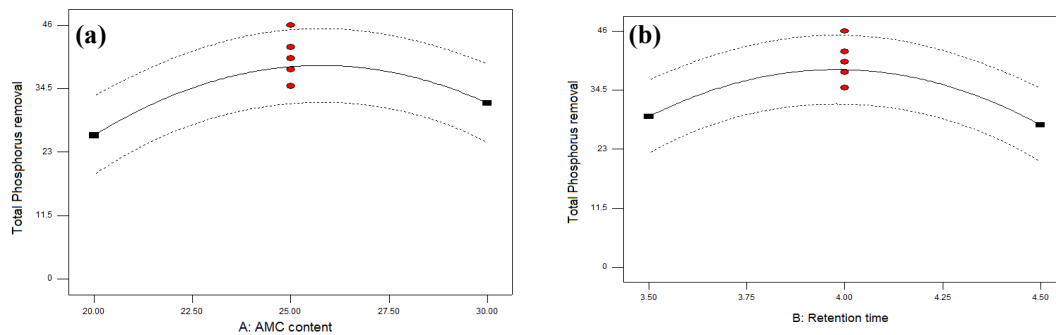 (a)
Total Phosphorus removal
46
34.5
23
11.5
0
20.00 22.50 25.00 27.50 30.00
A: AMC content
(b)
Total Phosphorus removal
46
34.5
23
11.5
0
3.50 3.75 4.00 4.25 4.50
B: Retention time